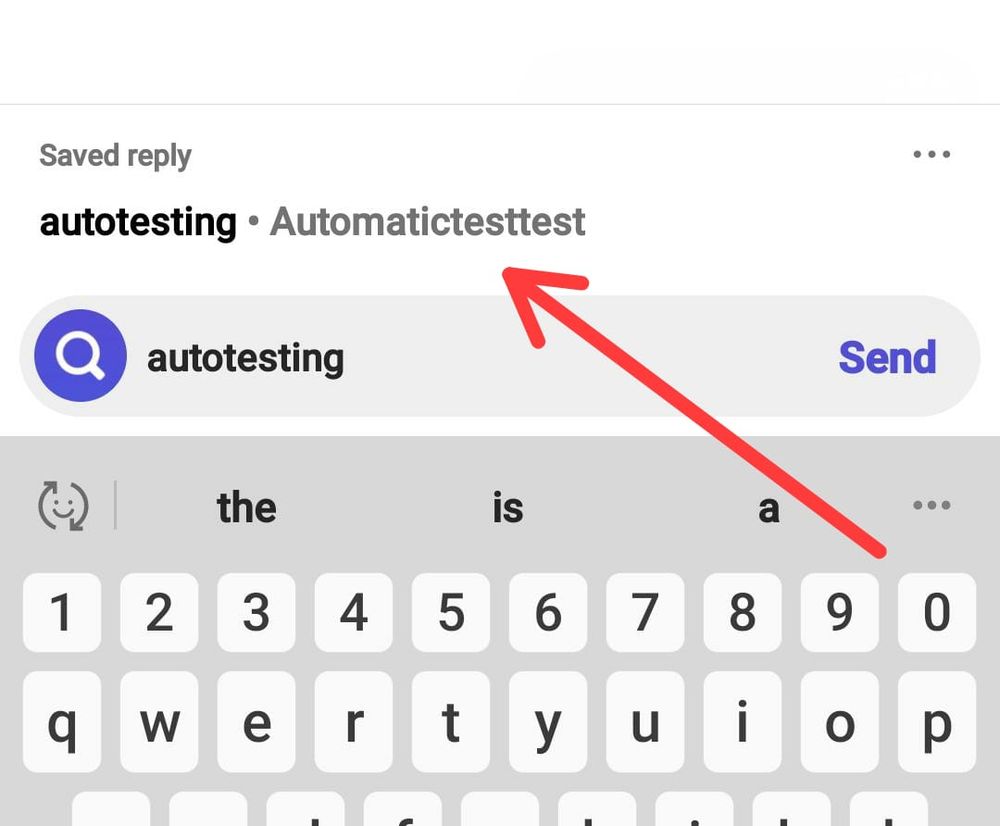 Saved reply
autotesting • Automatictesttest
autotesting Send
the is a
1 2 3 4 5 6 7 8 9 0
q w e r t y u i o p